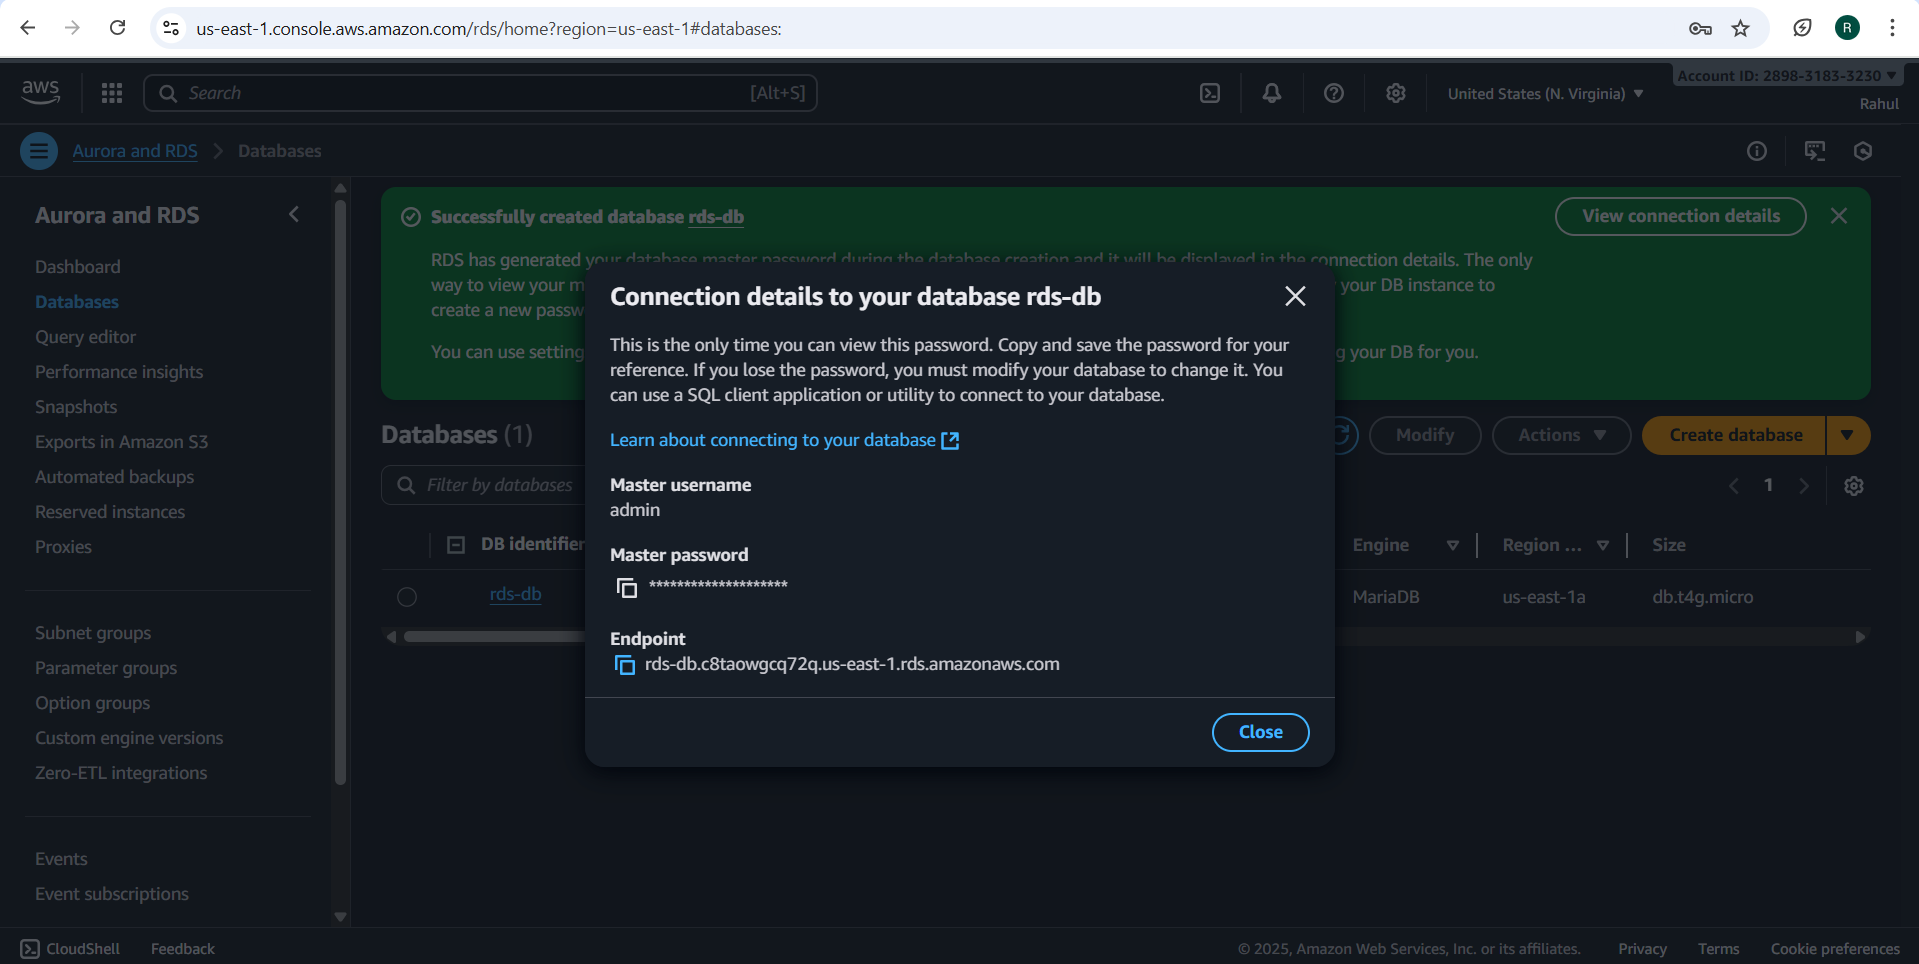 us-east-1.console.aws.amazon.com/rds/home?region=us-east-1#databases:
R
aws
Search
[Alt+S]
United States (N. Virginia)
Account ID: 2898-3183-3230
Rahul
Aurora and RDS
Databases
Aurora and RDS
Dashboard
Databases
Query editor
Performance insights
Snapshots
Exports in Amazon S3
Automated backups
Reserved instances
Proxies
Subnet groups
Parameter groups
Option groups
Custom engine versions
Zero-ETL integrations
Events
Event subscriptions
Successfully created database rds-db
View connection details
RDS has generated your database master password during the database creation and it will be displayed in the connection details. The only
way to view your m your DB instance to
create a new passw
You can use setting g your DB for you.
Connection details to your database rds-db
This is the only time you can view this password. Copy and save the password for your
reference. If you lose the password, you must modify your database to change it. You
can use a SQL client application or utility to connect to your database.
Learn about connecting to your database
Master username
admin
Master password
********************
Endpoint
rds-db.c8taowgcq72q.us-east-1.rds.amazonaws.com
Close
Databases (1)
Modify
Actions
Create database
Filter by databases
1
DB identifier
Engine
Region ...
Size
rds-db
MariaDB
us-east-1a
db.t4g.micro
CloudShell
Feedback
© 2025, Amazon Web Services, Inc. or its affiliates.
Privacy
Terms
Cookie preferences